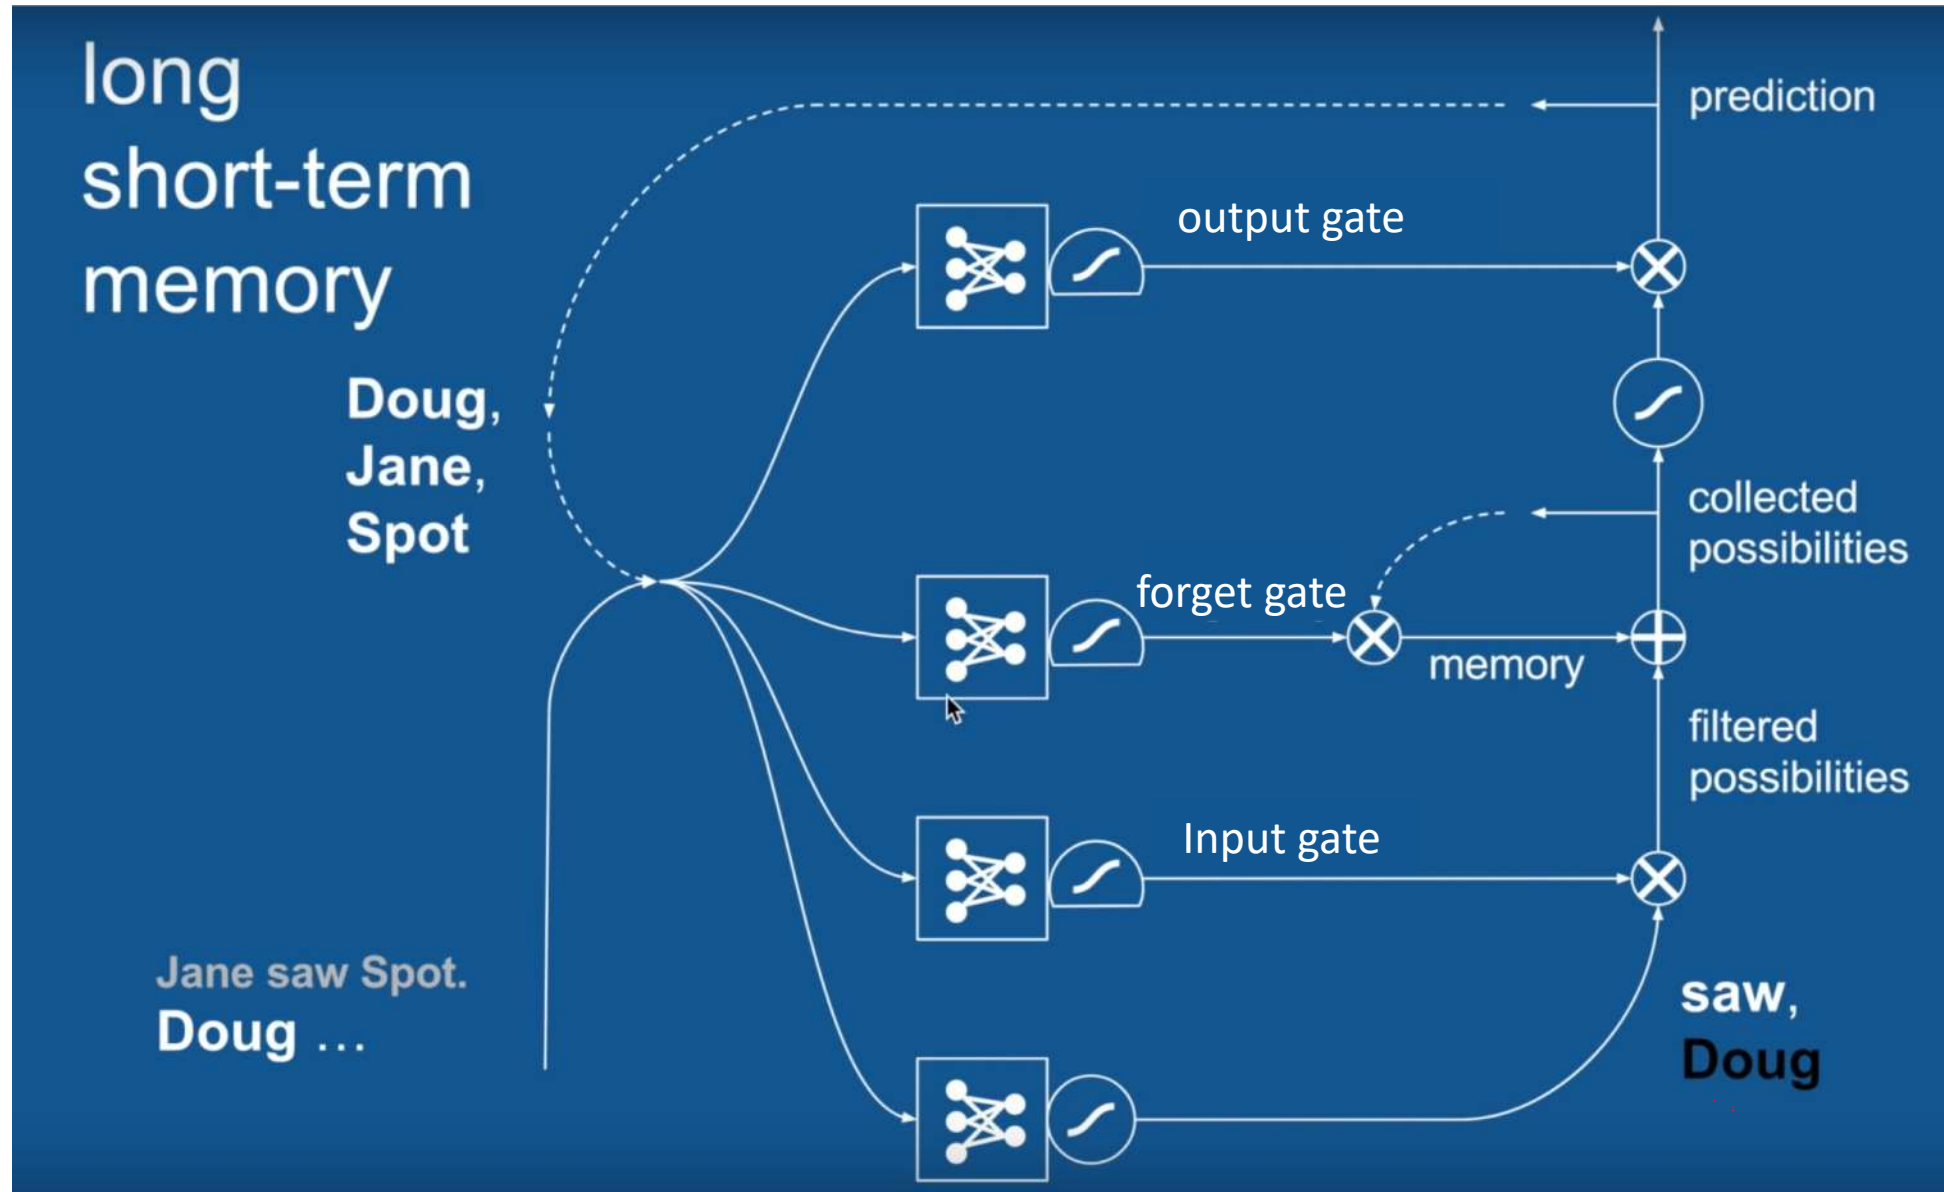 long
short-term
memory
prediction
output gate
Doug,
Jane,
Spot
collected
possibilities
forget gate
memory
filtered
possibilities
Input gate
Jane saw Spot.
Doug ...
saw,
Doug